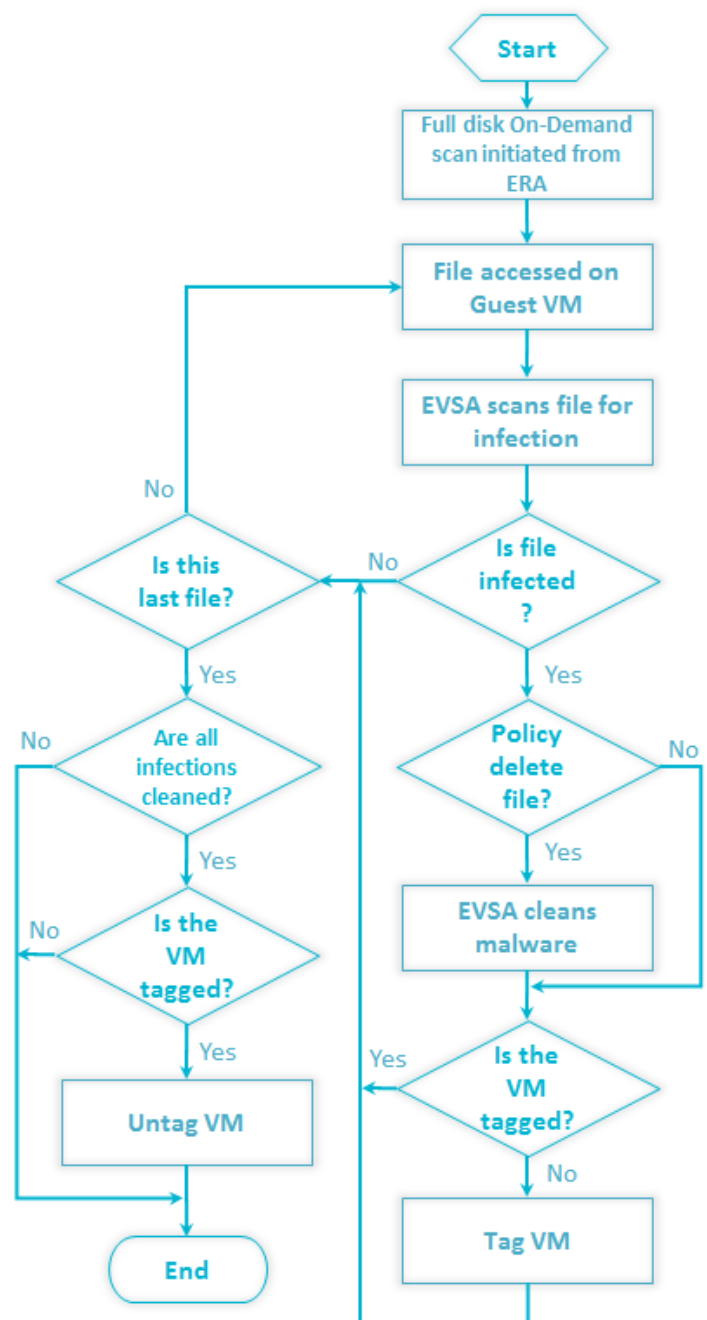 Start
Full disk On-Demand
scan initiated from
ERA
File accessed on
Guest VM
EVSA scans file for
infection
No
Is this
last file?
No
Is file
infected
?
Yes
Yes
No
Are all
infections
cleaned?
Policy
delete
file?
No
Yes
Yes
EVSA cleans
malware
No
Is the
VM
tagged?
Yes
Yes
Is the
VM
tagged?
Untag VM
No
Tag VM
End